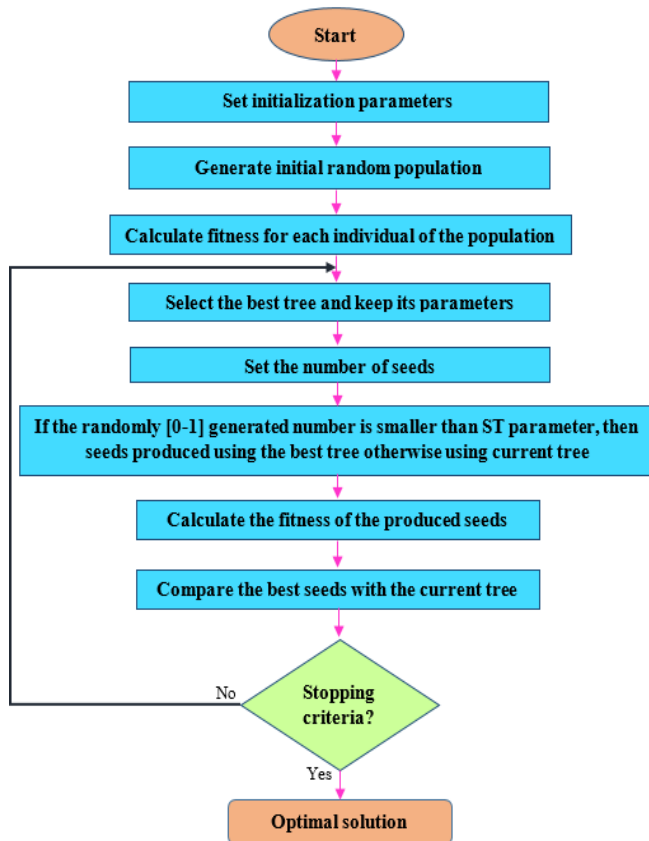 Start
Set initialization parameters
Generate initial random population
Calculate fitness for each individual of the population
Select the best tree and keep its parameters
Set the number of seeds
If the randomly [0-1] generated number is smaller than ST parameter, then
seeds produced using the best tree otherwise using current tree
Calculate the fitness of the produced seeds
Compare the best seeds with the current tree
No
Stopping
criteria?
Yes
Optimal solution